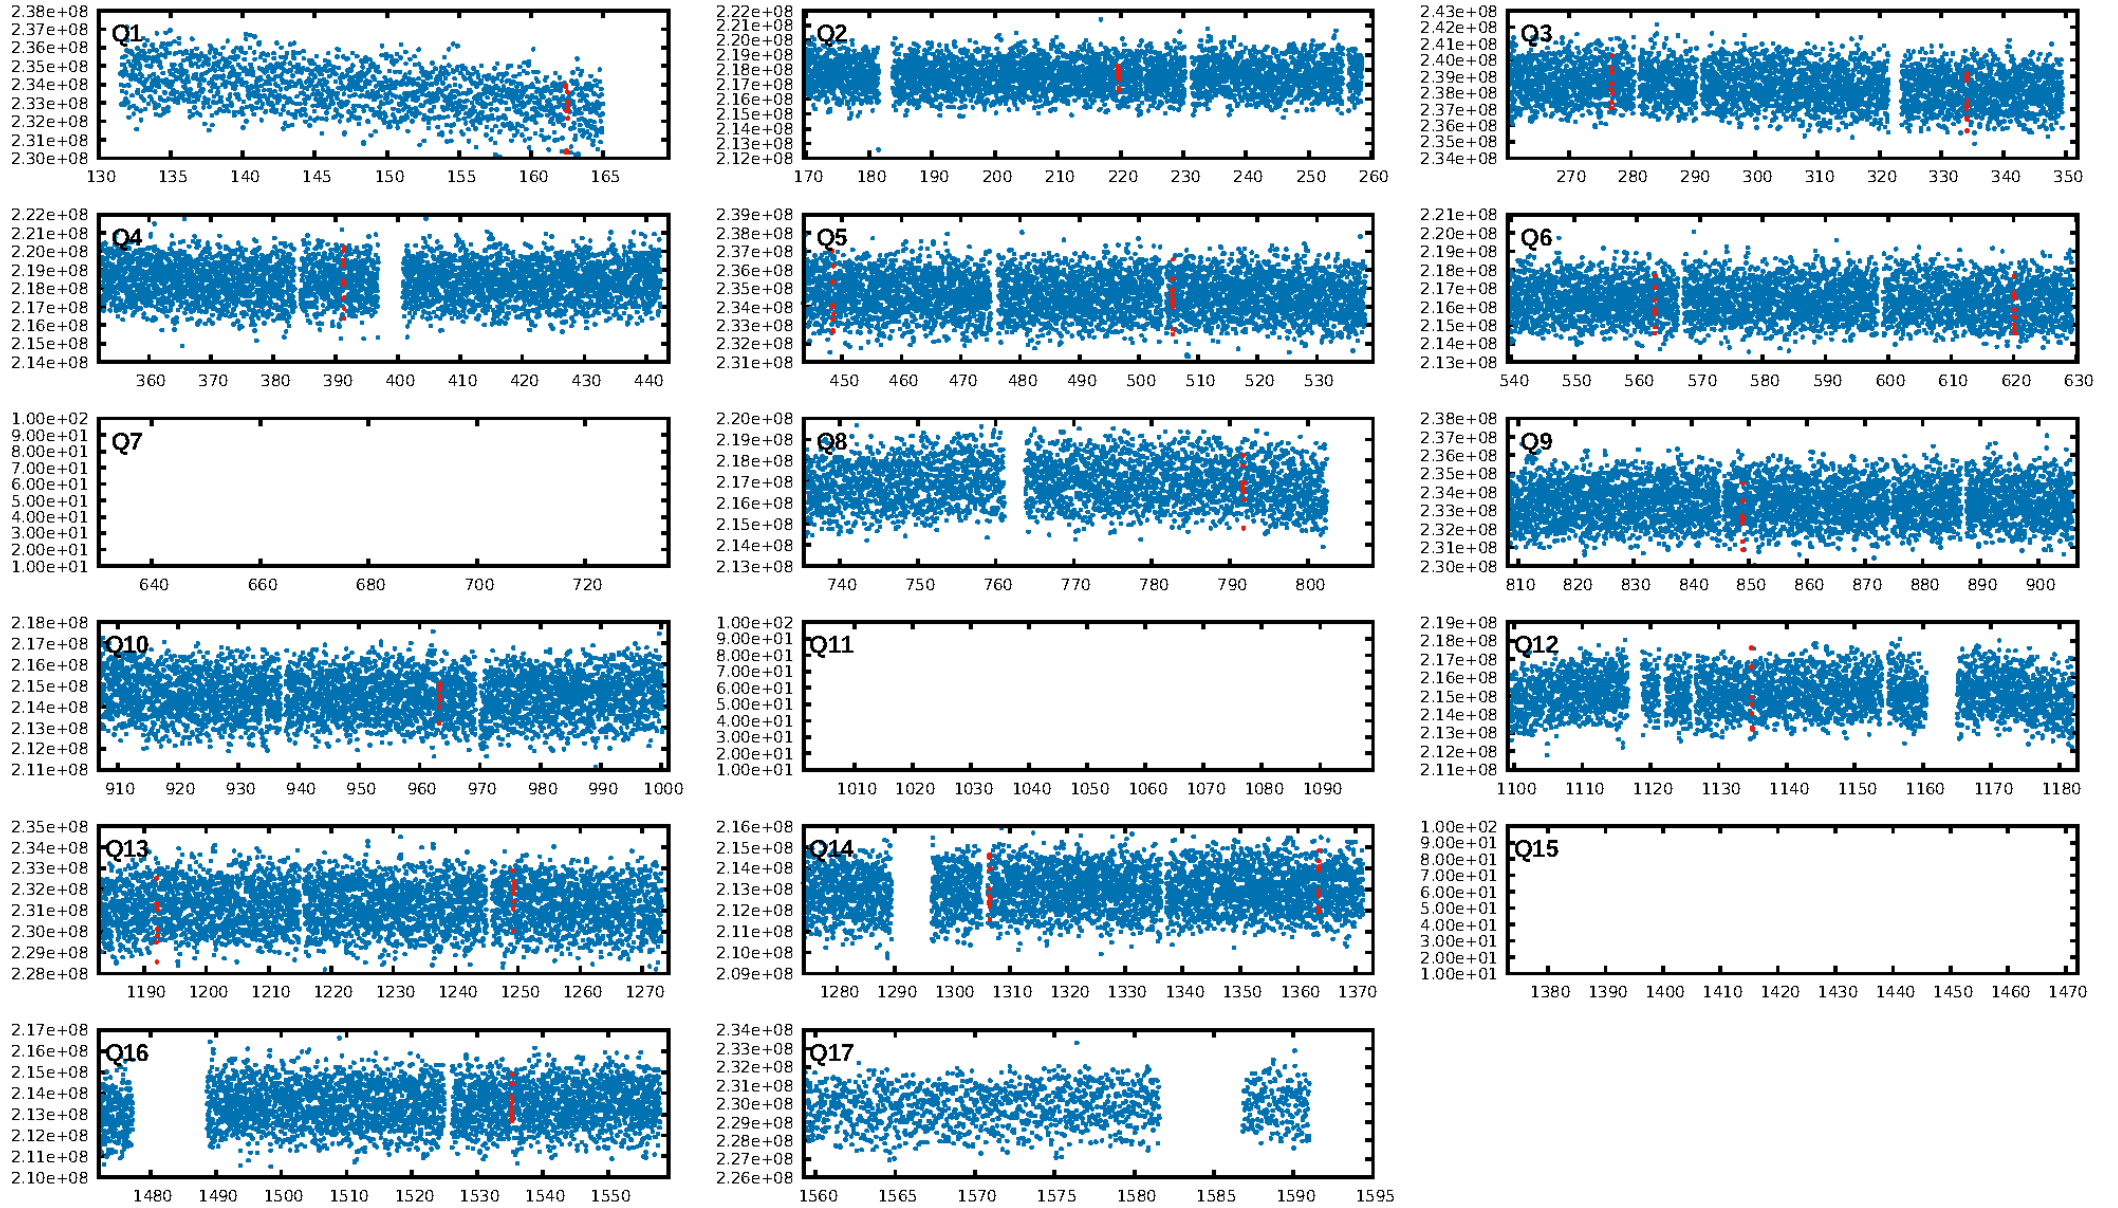 2.38e+08
2.37e+08
2.36e+08
2.35e+08
2.34e+08
2.33e+08
2.32e+08
2.31e+08
2.30e+08
Q1
130 135 140 145 150 155 160 165
2.22e+08
2.21e+08
2.20e+08
2.19e+08
2.18e+08
2.17e+08
2.16e+08
2.15e+08
2.14e+08
2.13e+08
2.12e+08
Q2
170 180 190 200 210 220 230 240 250 260
2.43e+08
2.42e+08
2.41e+08
2.40e+08
2.39e+08
2.38e+08
2.37e+08
2.36e+08
2.35e+08
2.34e+08
Q3
270 280 290 300 310 320 330 340 350
2.22e+08
2.21e+08
2.20e+08
2.19e+08
2.18e+08
2.17e+08
2.16e+08
2.15e+08
2.14e+08
Q4
360 370 380 390 400 410 420 430 440
2.39e+08
2.38e+08
2.37e+08
2.36e+08
2.35e+08
2.34e+08
2.33e+08
2.32e+08
2.31e+08
Q5
450 460 470 480 490 500 510 520 530
2.21e+08
2.20e+08
2.19e+08
2.18e+08
2.17e+08
2.16e+08
2.15e+08
2.14e+08
2.13e+08
Q6
540 550 560 570 580 590 600 610 620 630
1.00e+02
9.00e+01
8.00e+01
7.00e+01
6.00e+01
5.00e+01
4.00e+01
3.00e+01
2.00e+01
1.00e+01
Q7
640 660 680 700 720
2.20e+08
2.19e+08
2.18e+08
2.17e+08
2.16e+08
2.15e+08
2.14e+08
2.13e+08
Q8
740 750 760 770 780 790 800
2.38e+08
2.37e+08
2.36e+08
2.35e+08
2.34e+08
2.33e+08
2.32e+08
2.31e+08
2.30e+08
Q9
810 820 830 840 850 860 870 880 890 900
2.18e+08
2.17e+08
2.16e+08
2.15e+08
2.14e+08
2.13e+08
2.12e+08
2.11e+08
Q10
910 920 930 940 950 960 970 980 990 1000
1.00e+02
9.00e+01
8.00e+01
7.00e+01
6.00e+01
5.00e+01
4.00e+01
3.00e+01
2.00e+01
1.00e+01
Q11
1010 1020 1030 1040 1050 1060 1070 1080 1090
2.19e+08
2.18e+08
2.17e+08
2.16e+08
2.15e+08
2.14e+08
2.13e+08
2.12e+08
2.11e+08
Q12
1100 1110 1120 1130 1140 1150 1160 1170 1180
2.35e+08
2.34e+08
2.33e+08
2.32e+08
2.31e+08
2.30e+08
2.29e+08
2.28e+08
Q13
1190 1200 1210 1220 1230 1240 1250 1260 1270
2.16e+08
2.15e+08
2.14e+08
2.13e+08
2.12e+08
2.11e+08
2.10e+08
2.09e+08
Q14
1280 1290 1300 1310 1320 1330 1340 1350 1360 1370
1.00e+02
9.00e+01
8.00e+01
7.00e+01
6.00e+01
5.00e+01
4.00e+01
3.00e+01
2.00e+01
1.00e+01
Q15
1380 1390 1400 1410 1420 1430 1440 1450 1460 1470
2.17e+08
2.16e+08
2.15e+08
2.14e+08
2.13e+08
2.12e+08
2.11e+08
2.10e+08
Q16
1480 1490 1500 1510 1520 1530 1540 1550
2.34e+08
2.33e+08
2.32e+08
2.31e+08
2.30e+08
2.29e+08
2.28e+08
2.27e+08
2.26e+08
Q17
1560 1565 1570 1575 1580 1585 1590 1595